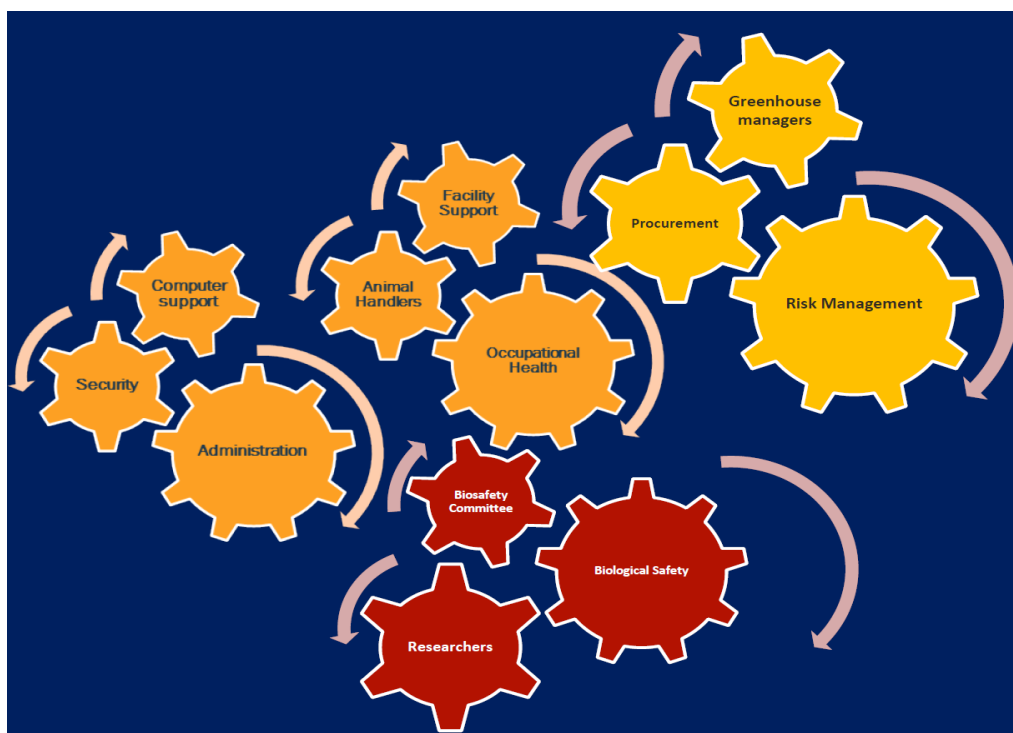 Greenhouse
managers
Facility
Support
Procurement
Computer
support
Animal
Handlers
Risk Management
Security
Occupational
Health
Administration
Biosafety
Committee
Biological Safety
Researchers